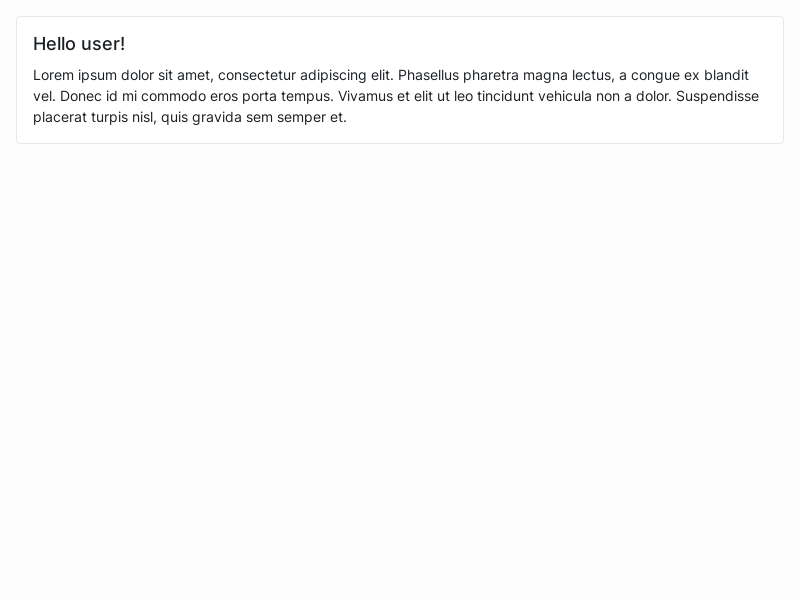 Hello user!
Lorem ipsum dolor sit amet, consectetur adipiscing elit. Phasellus pharetra magna lectus, a congue ex blandit
vel. Donec id mi commodo eros porta tempus. Vivamus et elit ut leo tincidunt vehicula non a dolor. Suspendisse
placerat turpis nisl, quis gravida sem semper et.